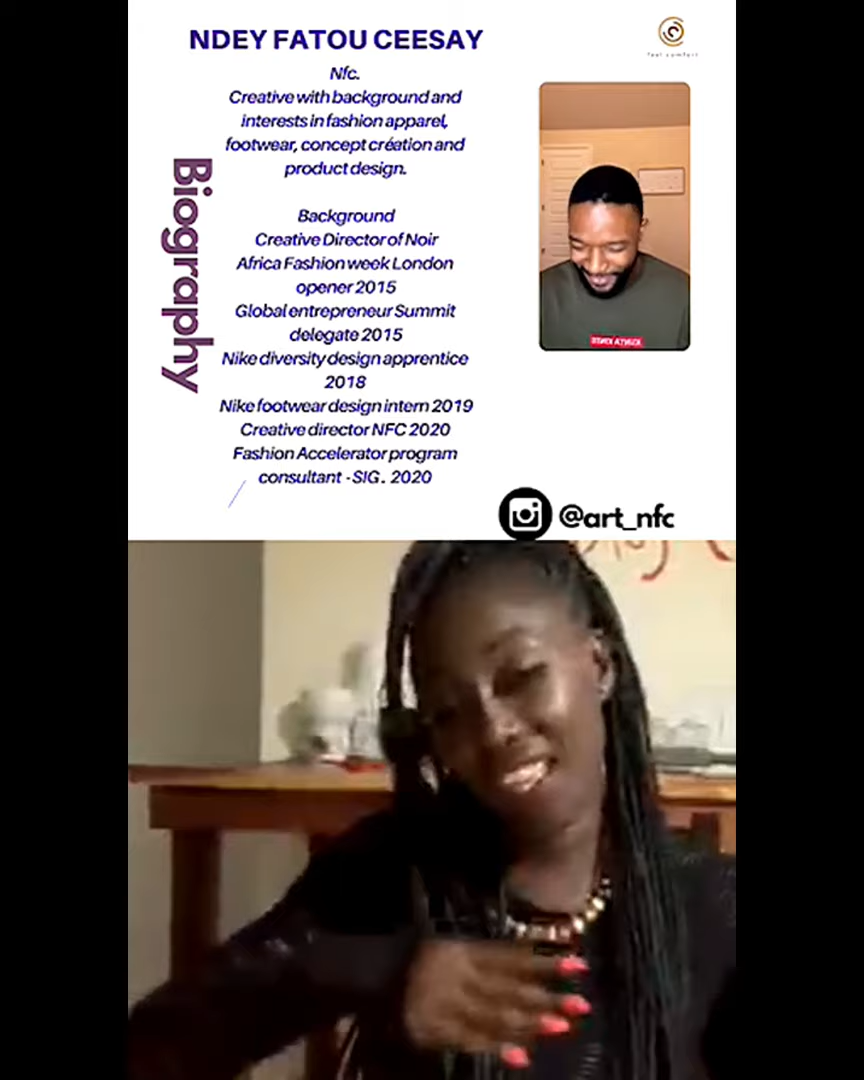 NDEY FATOU CEESAY
Nfc.
Creative with background and
interests in fashion apparel,
footwear, concept création and
product design.
Background
Creative Director of Noir
Africa Fashion week London
opener 2015
Global entrepreneur Summit
delegate 2015
Nike diversity design apprentice
2018
Nike footwear design intern 2019
Creative director NFC 2020
Fashion Accelerator program
consultant - SIG. 2020
Biography
feel comfort
@art_nfc